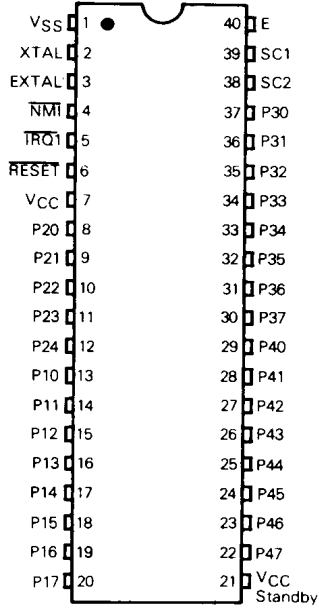 VSS 1 40 E
XTAL 2 39 SC1
EXTAL 3 38 SC2
NMI 4 37 P30
IRQ1 5 36 P31
RESET 6 35 P32
VCC 7 34 P33
P20 8 33 P34
P21 9 32 P35
P22 10 31 P36
P23 11 30 P37
P24 12 29 P40
P10 13 28 P41
P11 14 27 P42
P12 15 26 P43
P13 16 25 P44
P14 17 24 P45
P15 18 23 P46
P16 19 22 P47
P17 20 21 VCC
Standby